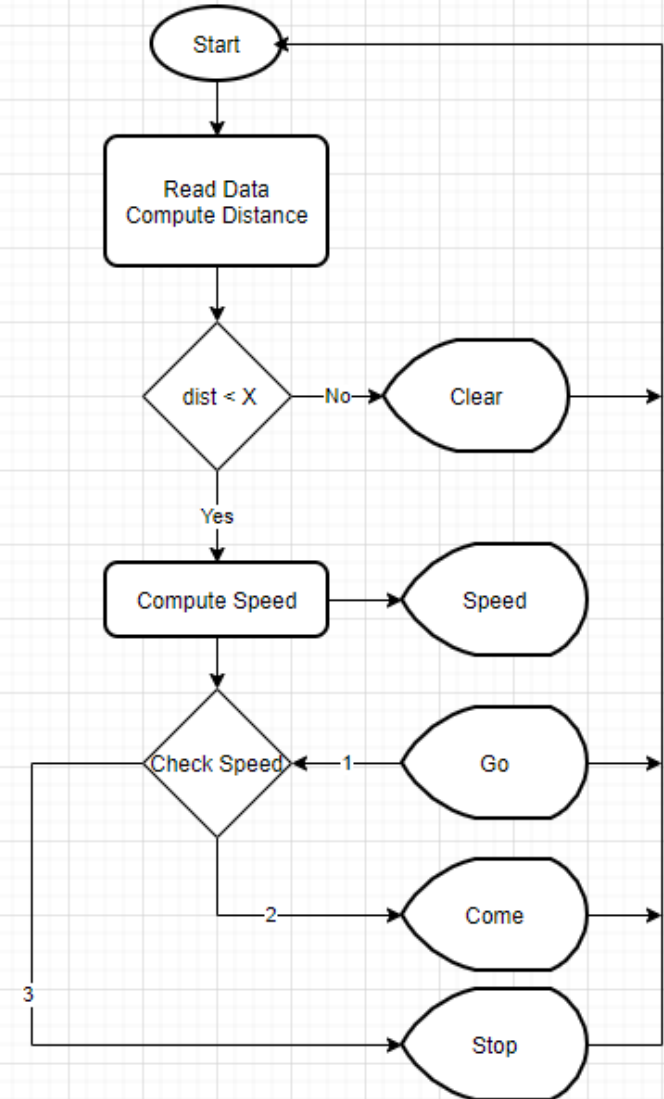 Start
Read Data
Compute Distance
dist < X
No
Clear
Yes
Compute Speed
Speed
Check Speed
1
Go
2
Come
3
Stop